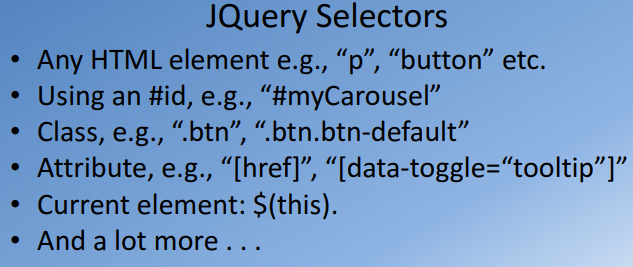 JQuery Selectors
• Any HTML element e.g., “p”, “button” etc.
• Using an #id, e.g., “#myCarousel”
• Class, e.g., “.btn”, “.btn.btn-default”
• Attribute, e.g., “[href]”, “[data-toggle=“tooltip”]”
• Current element: $(this).
• And a lot more . . .